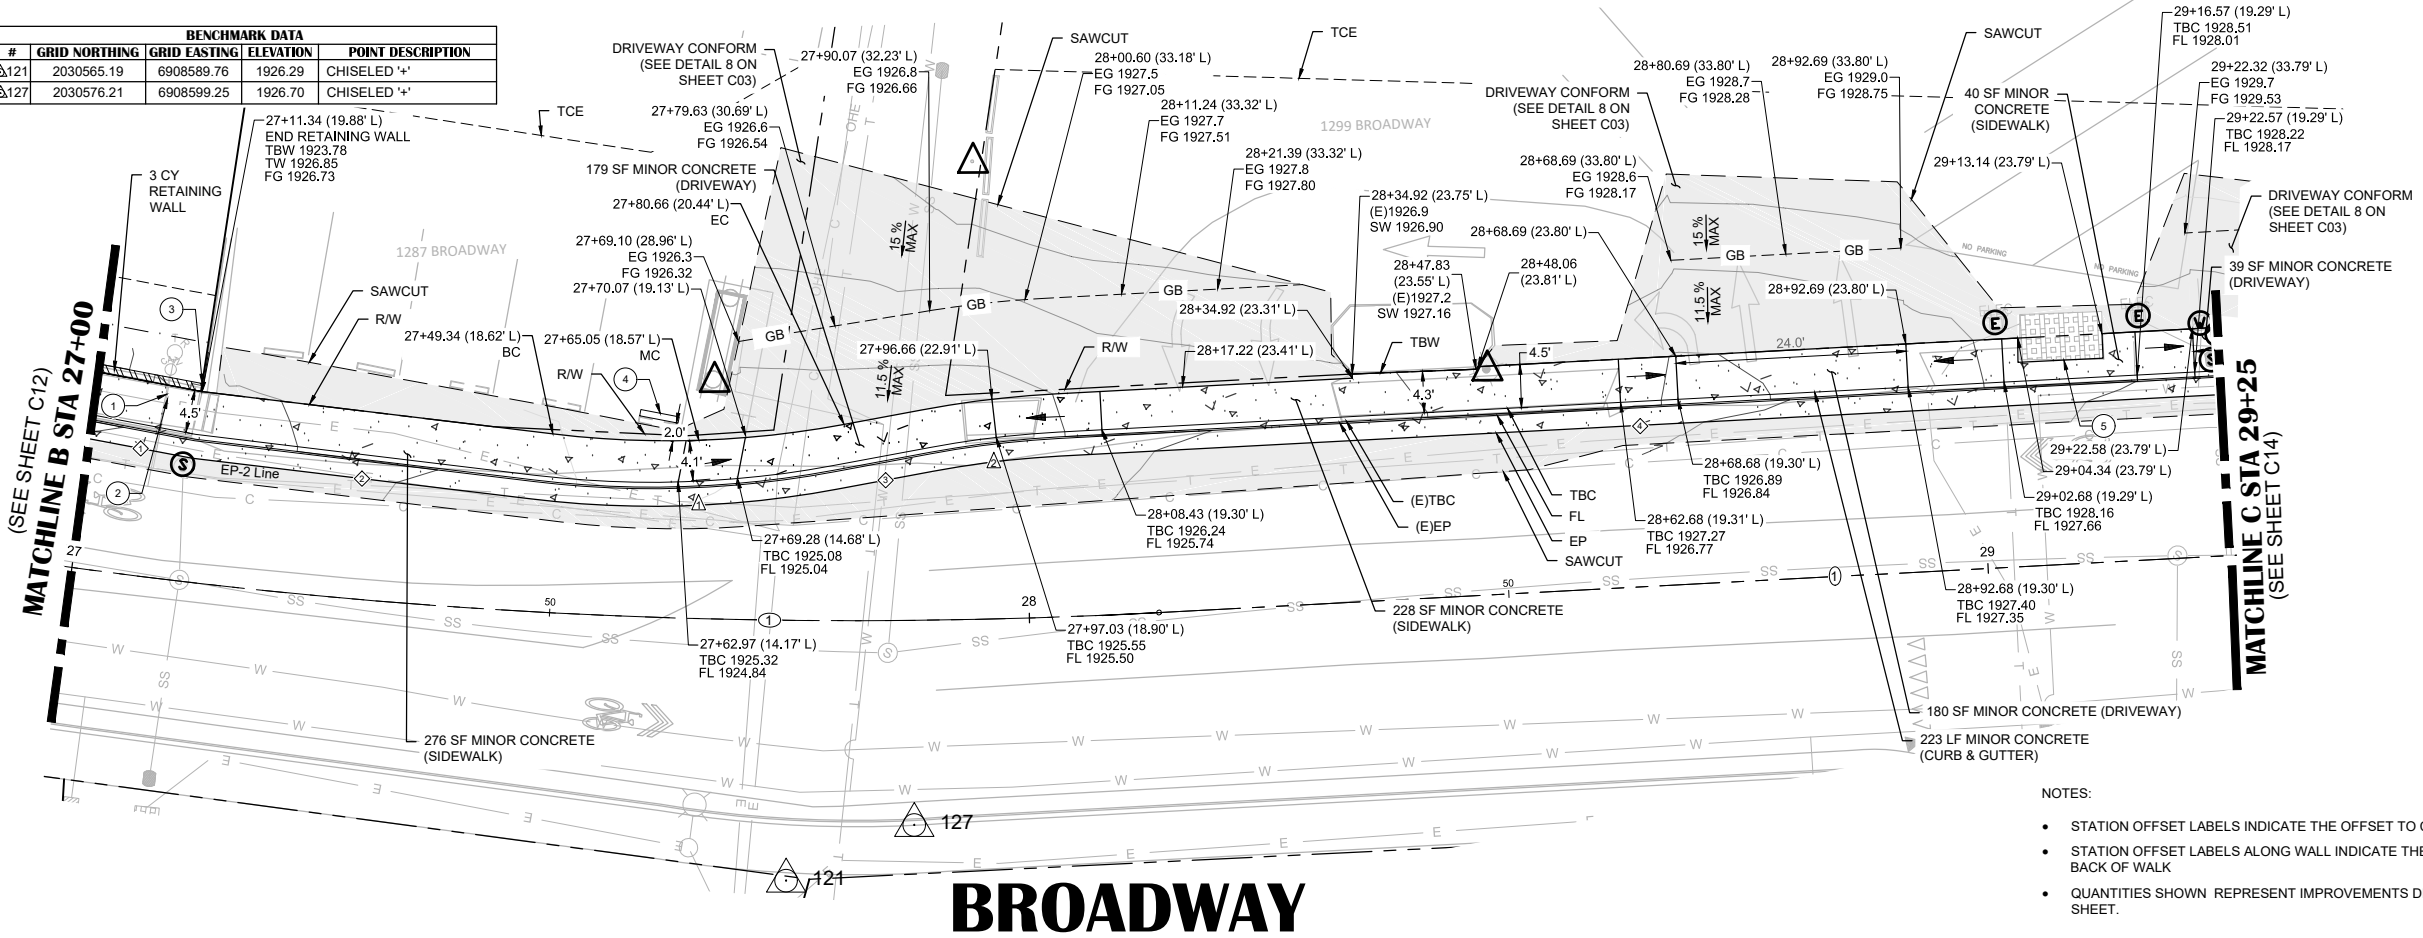 BENCHMARK DATA
# GRID NORTHING GRID EASTING ELEVATION POINT DESCRIPTION
121 2030565.19 6908589.76 1926.29 CHISELED '+'
127 2030576.21 6908599.25 1926.70 CHISELED '+'
TCE
27+11.34 (19.88' L)
END RETAINING WALL
TBW 1923.78
TW 1926.85
FG 1926.73
3 CY
RETAINING
WALL
1287 BROADWAY
SAWCUT
R/W
27+49.34 (18.62' L)
BC
R/W
27+65.05 (18.57' L)
MC
DRIVEWAY CONFORM
(SEE DETAIL 8 ON
SHEET C03)
27+90.07 (32.23' L)
EG 1926.8
FG 1926.66
27+79.63 (30.69' L)
EG 1926.6
FG 1926.54
179 SF MINOR CONCRETE
(DRIVEWAY)
27+80.66 (20.44' L)
EC
27+69.10 (28.96' L)
EG 1926.3
FG 1926.32
27+70.07 (19.13' L)
SAWCUT
28+00.60 (33.18' L)
EG 1927.5
FG 1927.05
28+11.24 (33.32' L)
EG 1927.7
FG 1927.51
28+21.39 (33.32' L)
EG 1927.8
FG 1927.80
TCE
1299 BROADWAY
28+34.92 (23.75' L)
(E)1926.9
SW 1926.90
28+34.92 (23.31' L)
27+96.66 (22.91' L)
R/W
28+17.22 (23.41' L)
TBW
28+47.83
(23.55' L)
(E)1927.2
SW 1927.16
28+48.06
(23.81' L)
DRIVEWAY CONFORM
(SEE DETAIL 8 ON
SHEET C03)
28+80.69 (33.80' L)
EG 1928.7
FG 1928.28
28+92.69 (33.80' L)
EG 1929.0
FG 1928.75
28+68.69 (33.80' L)
EG 1928.6
FG 1928.17
28+68.69 (23.80' L)
28+92.69 (23.80' L)
SAWCUT
40 SF MINOR
CONCRETE
(SIDEWALK)
29+13.14 (23.79' L)
29+16.57 (19.29' L)
TBC 1928.51
FL 1928.01
29+22.32 (33.79' L)
EG 1929.7
FG 1929.53
29+22.57 (19.29' L)
TBC 1928.22
FL 1928.17
DRIVEWAY CONFORM
(SEE DETAIL 8 ON
SHEET C03)
39 SF MINOR CONCRETE
(DRIVEWAY)
NO PARKING
NO PARKING
15 %
MAX
11.5 %
MAX
15 %
MAX
11.5 %
MAX
GB
GB
GB
GB
GB
24.0'
4.5'
4.3'
4.5'
2.0'
4.1'
(SEE SHEET C12)
MATCHLINE B STA 27+00
MATCHLINE C STA 29+25
(SEE SHEET C14)
EP-2 Line
1
2
3
4
5
29+22.58 (23.79' L)
29+04.34 (23.79' L)
29+02.68 (19.29' L)
TBC 1928.16
FL 1927.66
28+68.68 (19.30' L)
TBC 1926.89
FL 1926.84
28+62.68 (19.31' L)
TBC 1927.27
FL 1926.77
TBC
FL
EP
SAWCUT
(E)TBC
(E)EP
28+08.43 (19.30' L)
TBC 1926.24
FL 1925.74
27+69.28 (14.68' L)
TBC 1925.08
FL 1925.04
27+62.97 (14.17' L)
TBC 1925.32
FL 1924.84
27+97.03 (18.90' L)
TBC 1925.55
FL 1925.50
228 SF MINOR CONCRETE
(SIDEWALK)
28+92.68 (19.30' L)
TBC 1927.40
FL 1927.35
27
50
28
50
29
276 SF MINOR CONCRETE
(SIDEWALK)
180 SF MINOR CONCRETE (DRIVEWAY)
223 LF MINOR CONCRETE
(CURB & GUTTER)
127
121
BROADWAY
NOTES:
• STATION OFFSET LABELS INDICATE THE OFFSET TO
• STATION OFFSET LABELS ALONG WALL INDICATE THE
BACK OF WALK
• QUANTITIES SHOWN REPRESENT IMPROVEMENTS D
SHEET.